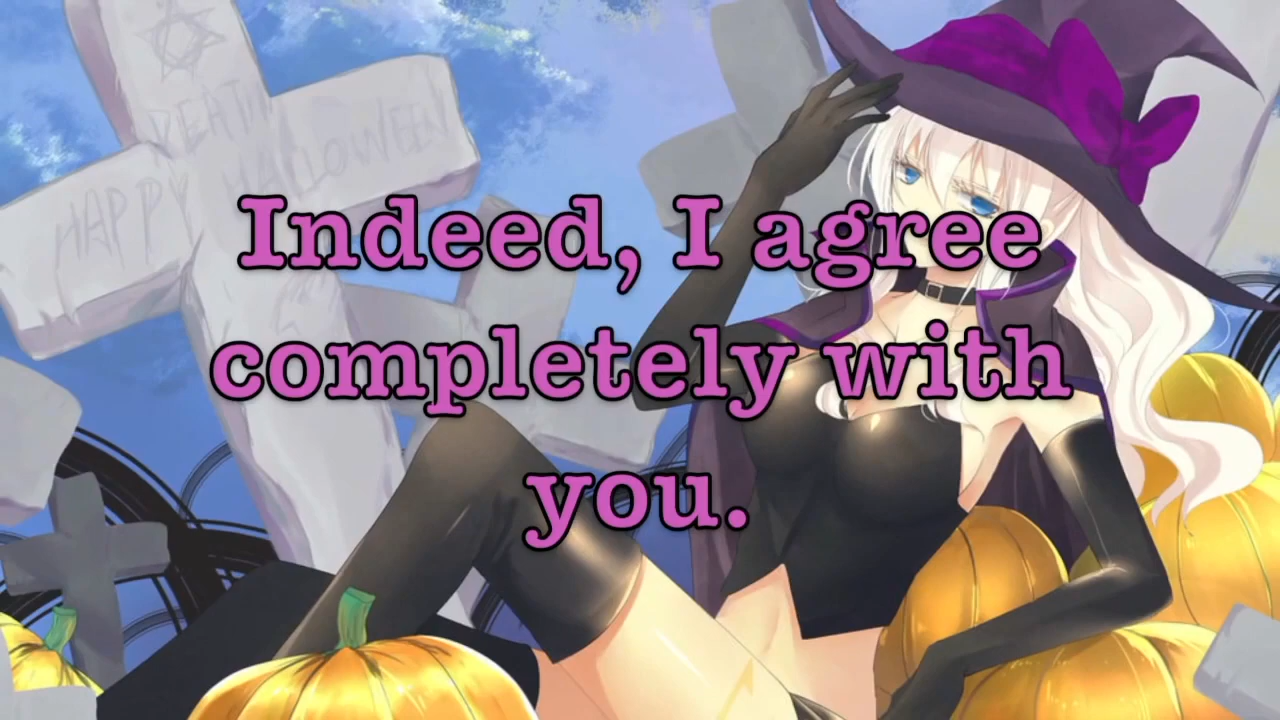 DEATH
HAPPY HALLOWEEN
Indeed, I agree
completely with
you.